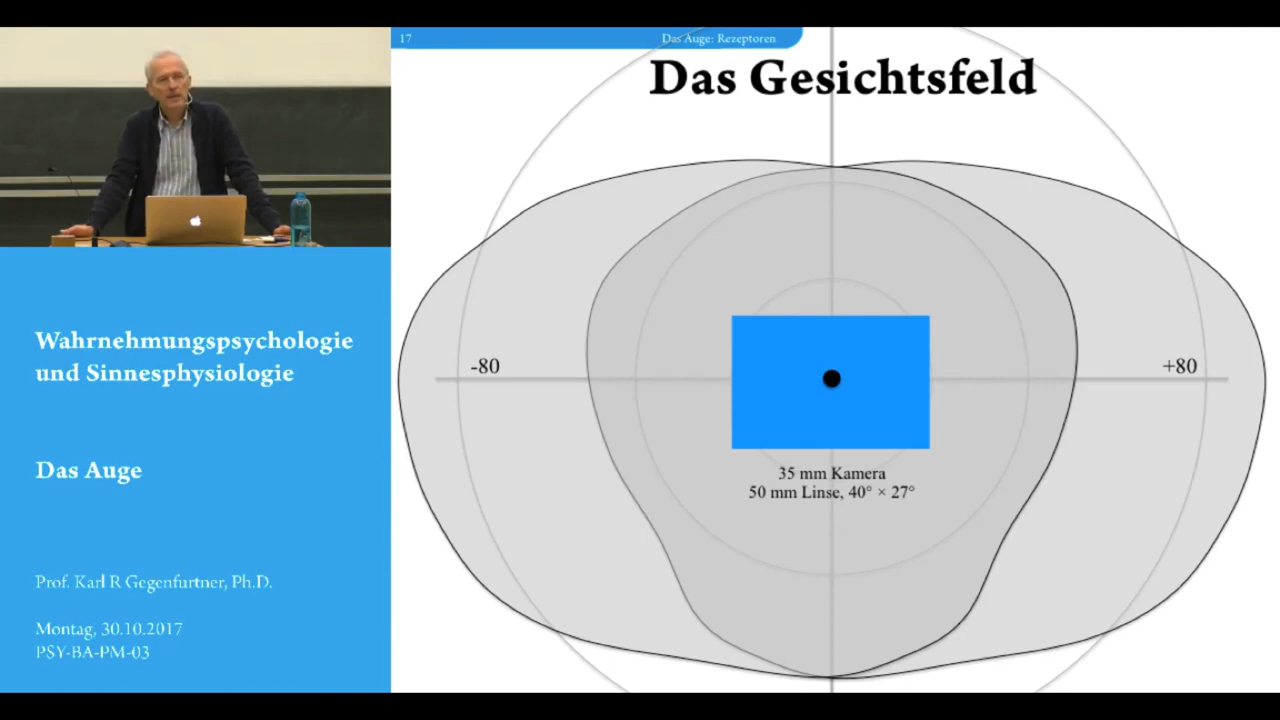 17
Das Auge: Rezeptoren
Das Gesichtsfeld
-80
+80
35 mm Kamera
50 mm Linse, 40° × 27°
Wahrnehmungspsychologie
und Sinnesphysiologie
Das Auge
Prof. Karl R Gegenfurtner, Ph.D.
Montag, 30.10.2017
PSY-BA-PM-03